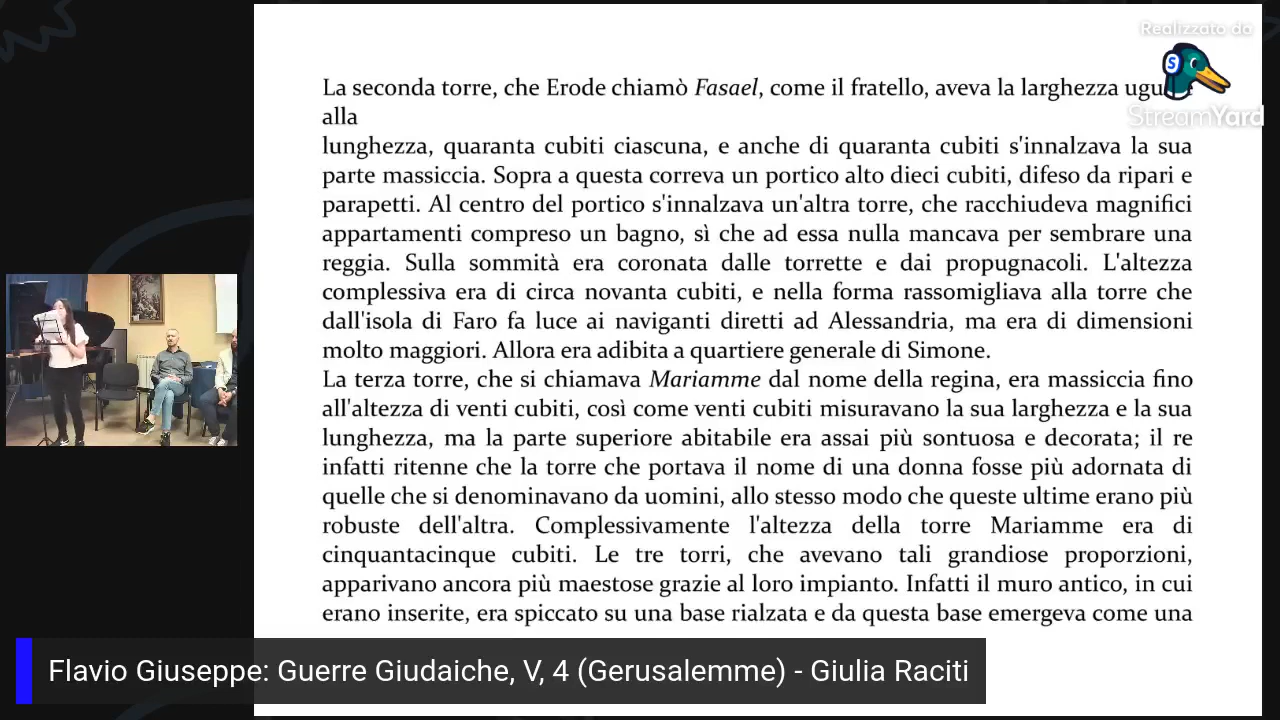 Realizzato da
StreamYard
La seconda torre, che Erode chiamò Fasael, come il fratello, aveva la larghezza
alla
lunghezza, quaranta cubiti ciascuna, e anche di quaranta cubiti s'innalzava la sua
parte massiccia. Sopra a questa correva un portico alto dieci cubiti, difeso da ripari e
parapetti. Al centro del portico s'innalzava un'altra torre, che racchiudeva magnifici
appartamenti compreso un bagno, sì che ad essa nulla mancava per sembrare una
reggia. Sulla sommità era coronata dalle torrette e dai propugnacoli. L'altezza
complessiva era di circa novanta cubiti, e nella forma rassomigliava alla torre che
dall'isola di Faro fa luce ai naviganti diretti ad Alessandria, ma era di dimensioni
molto maggiori. Allora era adibita a quartiere generale di Simone.
La terza torre, che si chiamava Mariamme dal nome della regina, era massiccia fino
all'altezza di venti cubiti, così come venti cubiti misuravano la sua larghezza e la sua
lunghezza, ma la parte superiore abitabile era assai più sontuosa e decorata; il re
infatti ritenne che la torre che portava il nome di una donna fosse più adornata di
quelle che si denominavano da uomini, allo stesso modo che queste ultime erano più
robuste dell'altra. Complessivamente l'altezza della torre Mariamme era di
cinquantacinque cubiti. Le tre torri, che avevano tali grandiose proporzioni,
apparivano ancora più maestose grazie al loro impianto. Infatti il muro antico, in cui
erano inserite, era spiccato su una base rialzata e da questa base emergeva come una
Flavio Giuseppe: Guerre Giudaiche, V, 4 (Gerusalemme) - Giulia Raciti